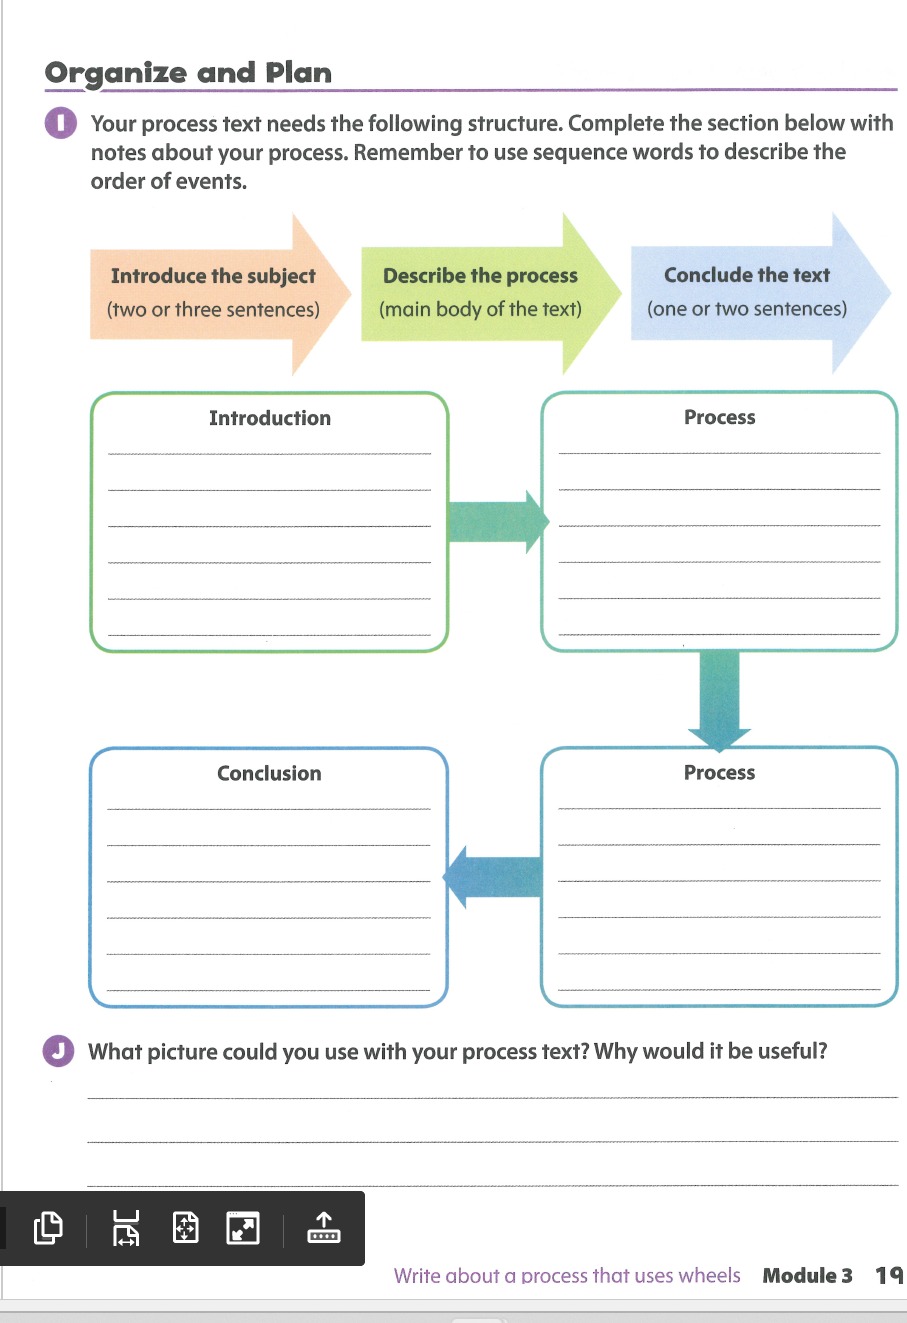 Organize and Plan
I Your process text needs the following structure. Complete the section below with
notes about your process. Remember to use sequence words to describe the
order of events.
Introduce the subject
(two or three sentences)
Describe the process
(main body of the text)
Conclude the text
(one or two sentences)
Introduction
Process
Conclusion
Process
J What picture could you use with your process text? Why would it be useful?
Write about a process that uses wheels Module 3 19